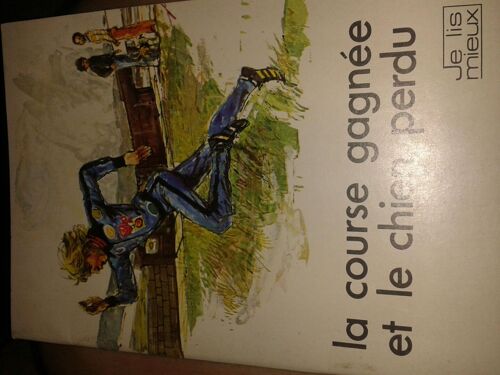 Je lis
mieux
la course gagnée
et le chien perdu